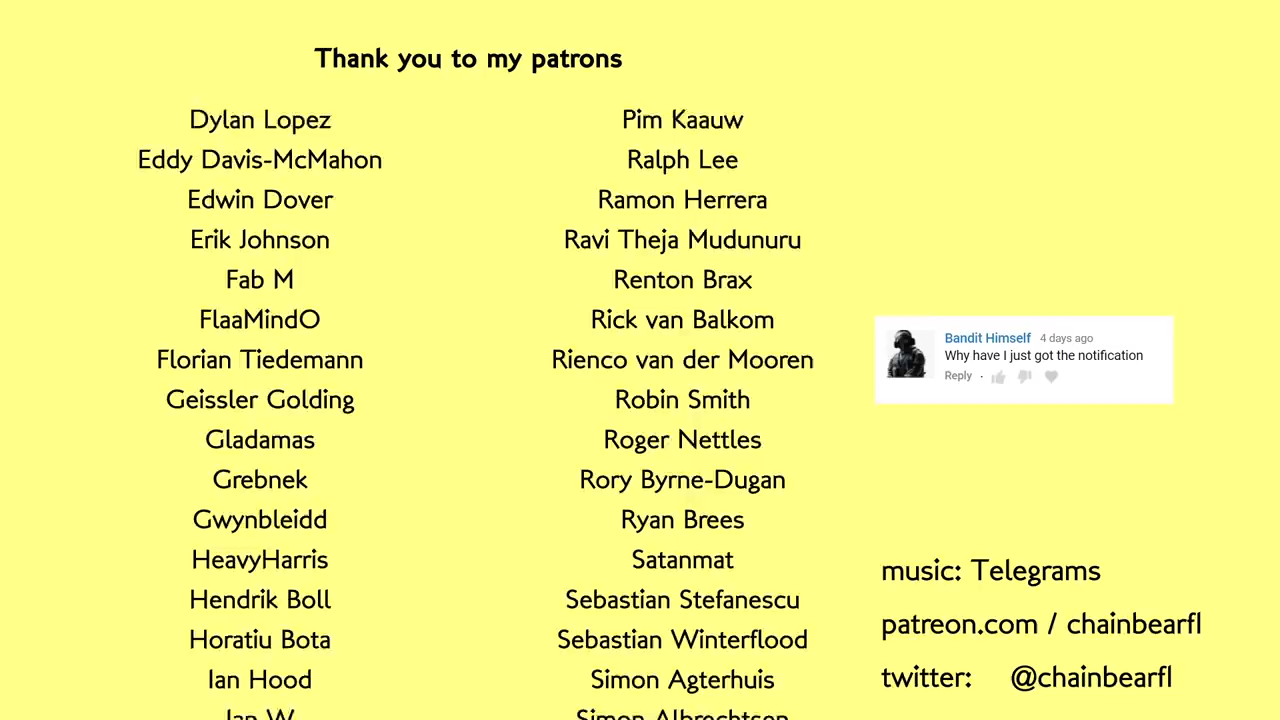 Thank you to my patrons
Dylan Lopez
Eddy Davis-McMahon
Edwin Dover
Erik Johnson
Fab M
FlaaMindO
Florian Tiedemann
Geissler Golding
Gladamas
Grebnek
Gwynbleidd
HeavyHarris
Hendrik Boll
Horatiu Bota
Ian Hood
Ian W
Pim Kaauw
Ralph Lee
Ramon Herrera
Ravi Theja Mudunuru
Renton Brax
Rick van Balkom
Rienco van der Mooren
Robin Smith
Roger Nettles
Rory Byrne-Dugan
Ryan Brees
Satanmat
Sebastian Stefanescu
Sebastian Winterflood
Simon Agterhuis
Simon Albrechtsen
Bandit Himself 4 days ago
Why have I just got the notification
Reply
music: Telegrams
patreon.com / chainbearf1
twitter: @chainbearf1